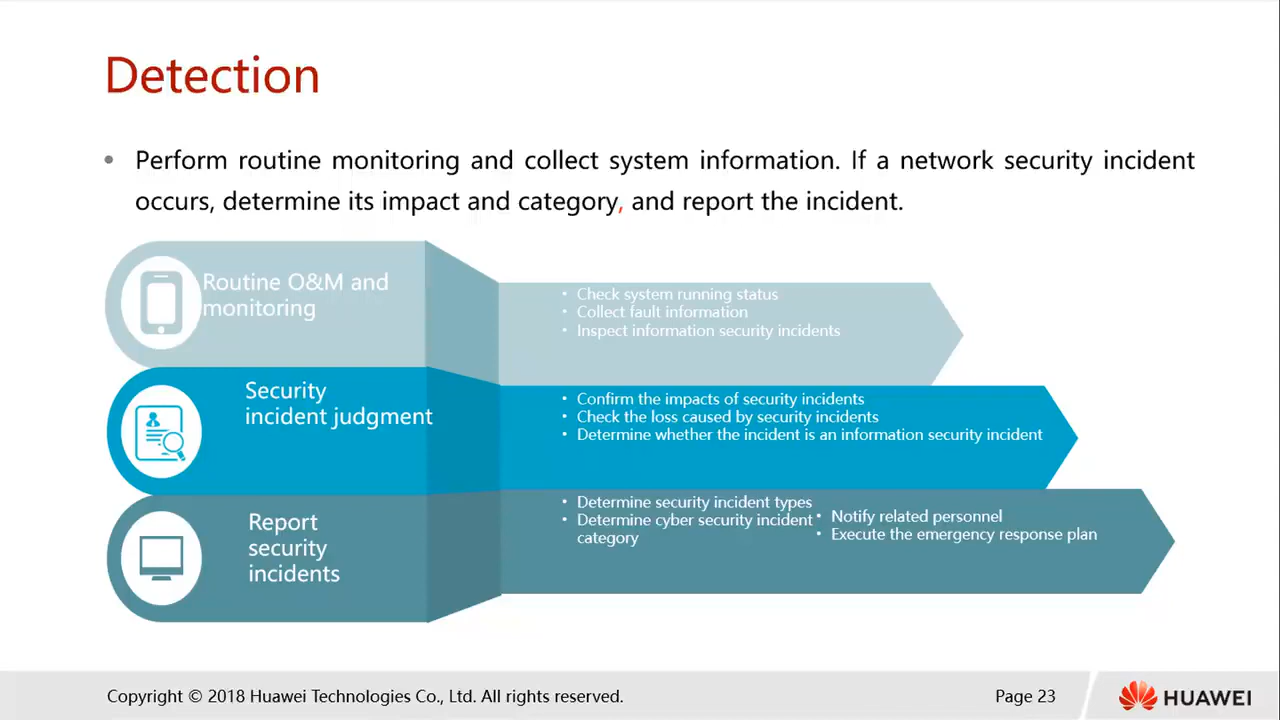 Detection
• Perform routine monitoring and collect system information. If a network security incident
occurs, determine its impact and category, and report the incident.
Routine O&M and
monitoring
• Check system running status
• Collect fault information
• Inspect information security incidents
Security
incident judgment
• Confirm the impacts of security incidents
• Check the loss caused by security incidents
• Determine whether the incident is an information security incident
Report
security
incidents
• Determine security incident types
• Determine cyber security incident
category
• Notify related personnel
• Execute the emergency response plan
Copyright © 2018 Huawei Technologies Co., Ltd. All rights reserved.
Page 23
HUAWEI